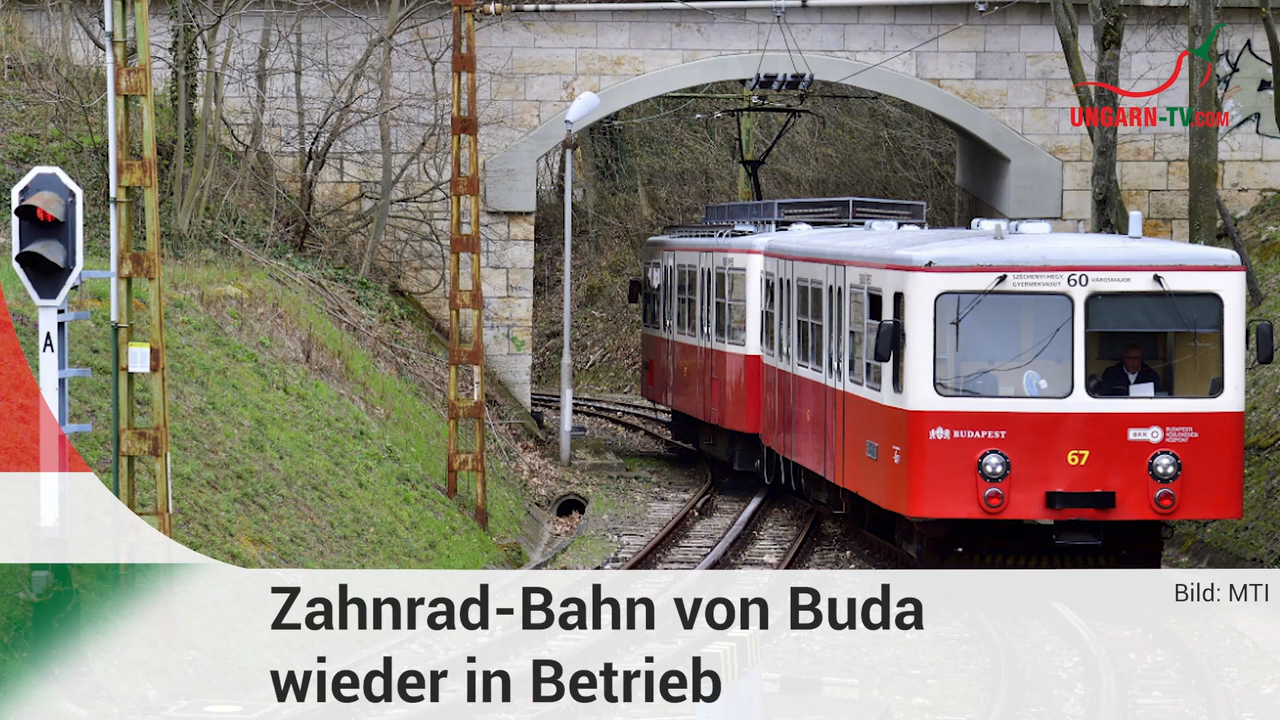 UNGARN-TV.COM
A
SZÉCHENYI-HEGY, GYERMEKVASÚT 60 VÁROSMAJOR
BUDAPEST
67
BKK
BUDAPESTI
KÖZLEKEDÉSI
KÖZPONT
Bild: MTI
Zahnrad-Bahn von Buda
wieder in Betrieb